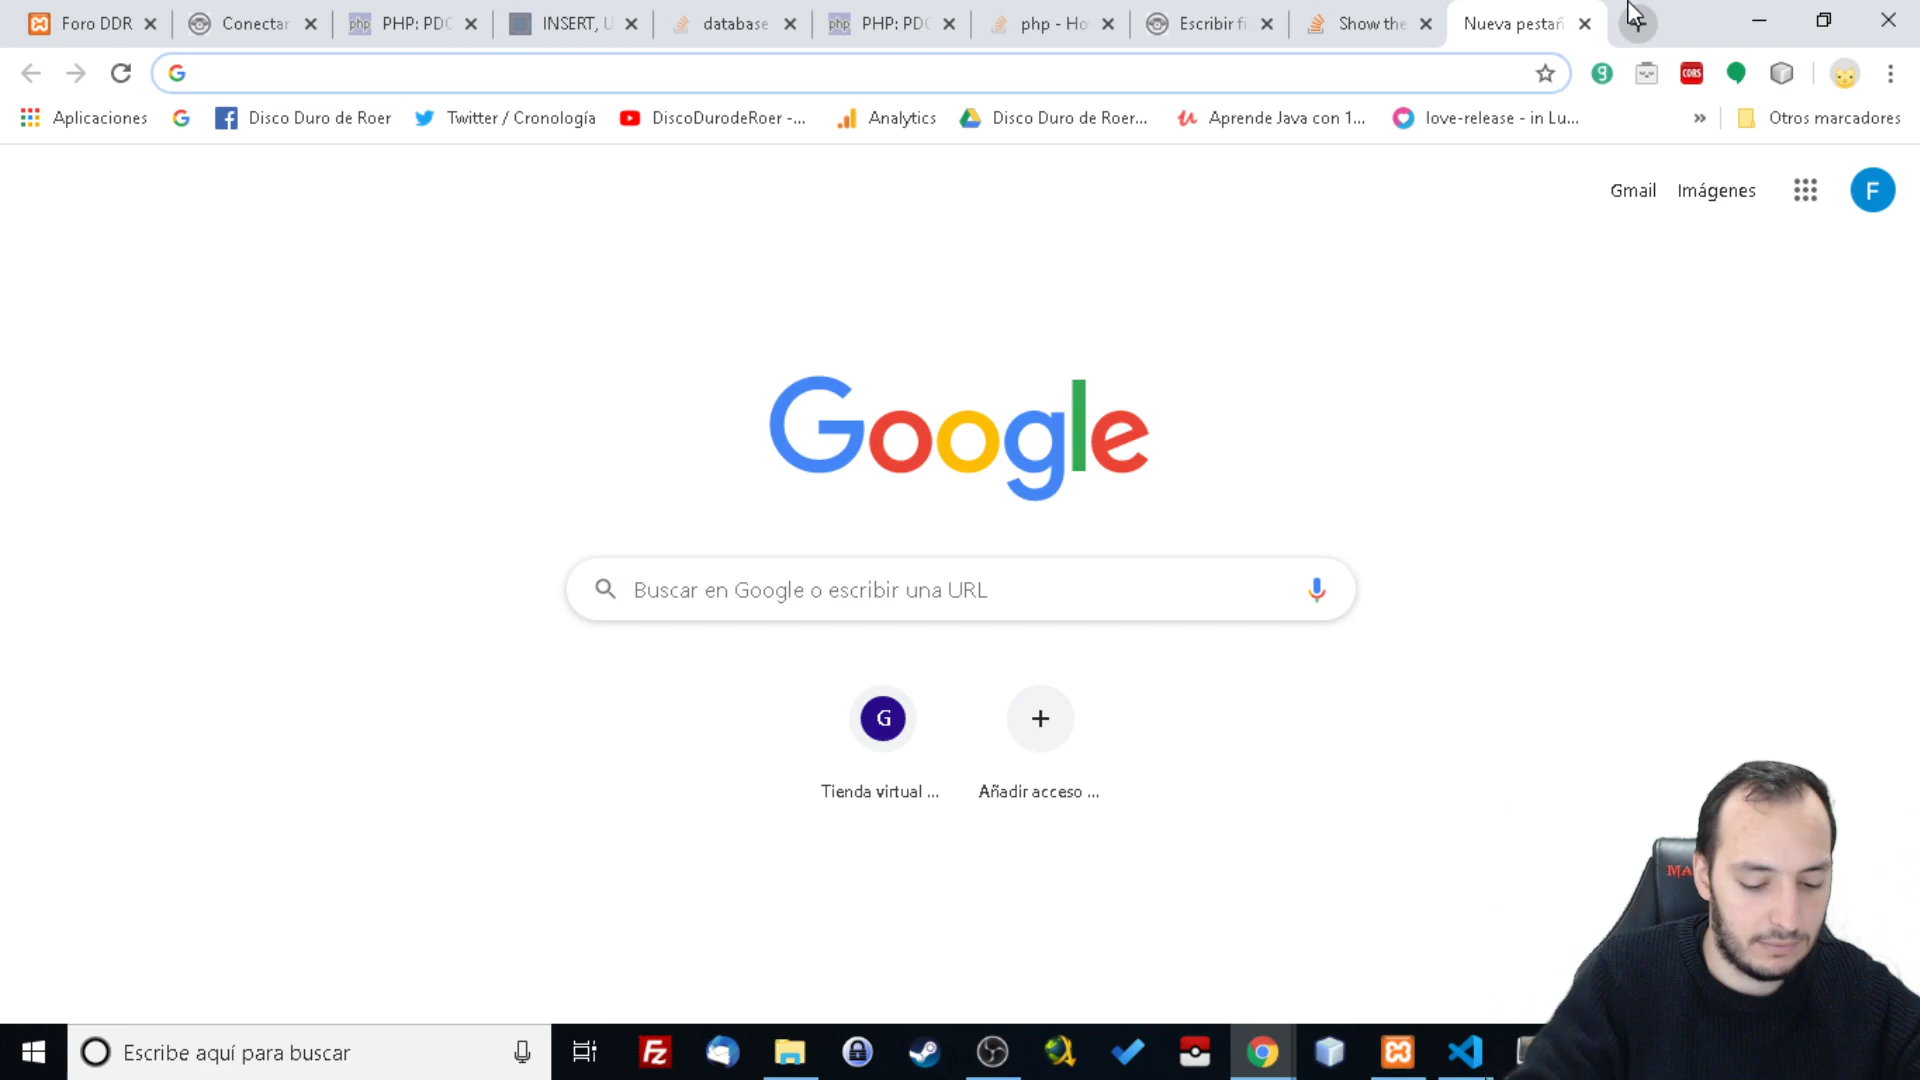 Foro DDR
Conectar
PHP: PDO
INSERT, U
database
PHP: PDO
php - Ho
Escribir fi
Show the
Nueva pestañ
Aplicaciones
Disco Duro de Roer
Twitter / Cronología
DiscoDurodeRoer -...
Analytics
Disco Duro de Roer...
Aprende Java con 1...
love-release - in Lu...
»
Otros marcadores
Gmail
Imágenes
F
Google
Buscar en Google o escribir una URL
G
Tienda virtual ...
Añadir acceso ...
Escribe aquí para buscar